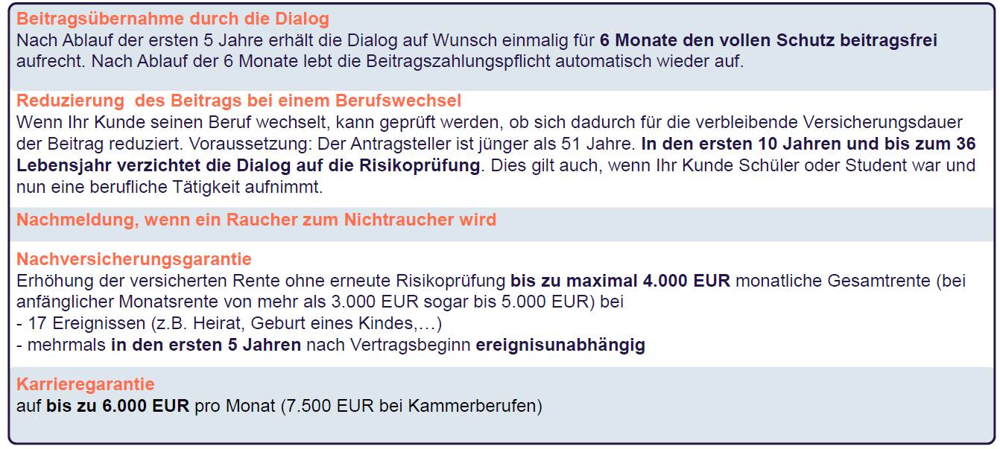 Beitragsübernahme durch die Dialog
Nach Ablauf der ersten 5 Jahre erhält die Dialog auf Wunsch einmalig für 6 Monate den vollen Schutz beitragsfrei
aufrecht. Nach Ablauf der 6 Monate lebt die Beitragszahlungspflicht automatisch wieder auf.
Reduzierung  des Beitrags bei einem Berufswechsel
Wenn Ihr Kunde seinen Beruf wechselt, kann geprüft werden, ob sich dadurch für die verbleibende Versicherungsdauer
der Beitrag reduziert. Voraussetzung: Der Antragsteller ist jünger als 51 Jahre. In den ersten 10 Jahren und bis zum 36
Lebensjahr verzichtet die Dialog auf die Risikoprüfung. Dies gilt auch, wenn Ihr Kunde Schüler oder Student war und
nun eine berufliche Tätigkeit aufnimmt.
Nachmeldung, wenn ein Raucher zum Nichtraucher wird
Nachversicherungsgarantie
Erhöhung der versicherten Rente ohne erneute Risikoprüfung bis zu maximal 4.000 EUR monatliche Gesamtrente (bei
anfänglicher Monatsrente von mehr als 3.000 EUR sogar bis 5.000 EUR) bei
- 17 Ereignissen (z.B. Heirat, Geburt eines Kindes,…)
- mehrmals in den ersten 5 Jahren nach Vertragsbeginn ereignisunabhängig
Karrieregarantie
auf bis zu 6.000 EUR pro Monat (7.500 EUR bei Kammerberufen)